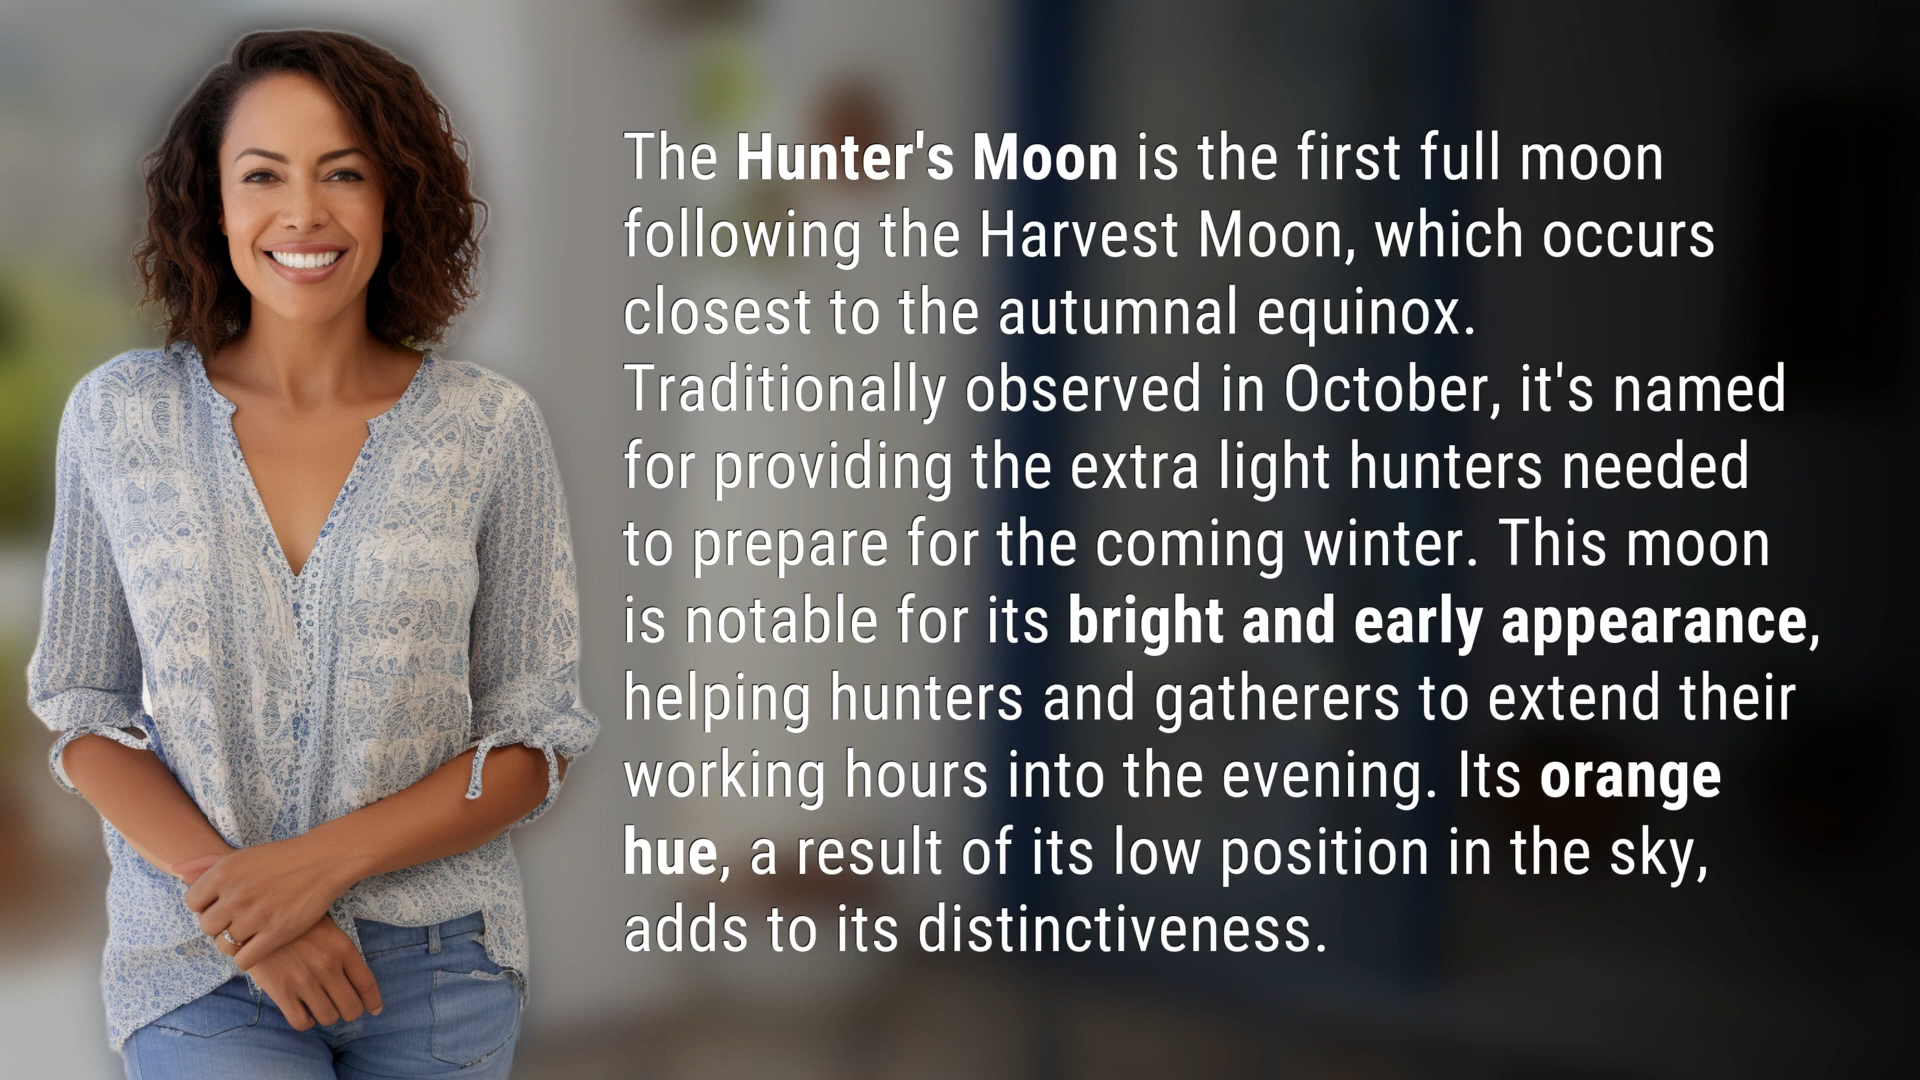 The Hunter's Moon is the first full moon
following the Harvest Moon, which occurs
closest to the autumnal equinox.
Traditionally observed in October, it's named
for providing the extra light hunters needed
to prepare for the coming winter. This moon
is notable for its bright and early appearance,
helping hunters and gatherers to extend their
working hours into the evening. Its orange
hue, a result of its low position in the sky,
adds to its distinctiveness.